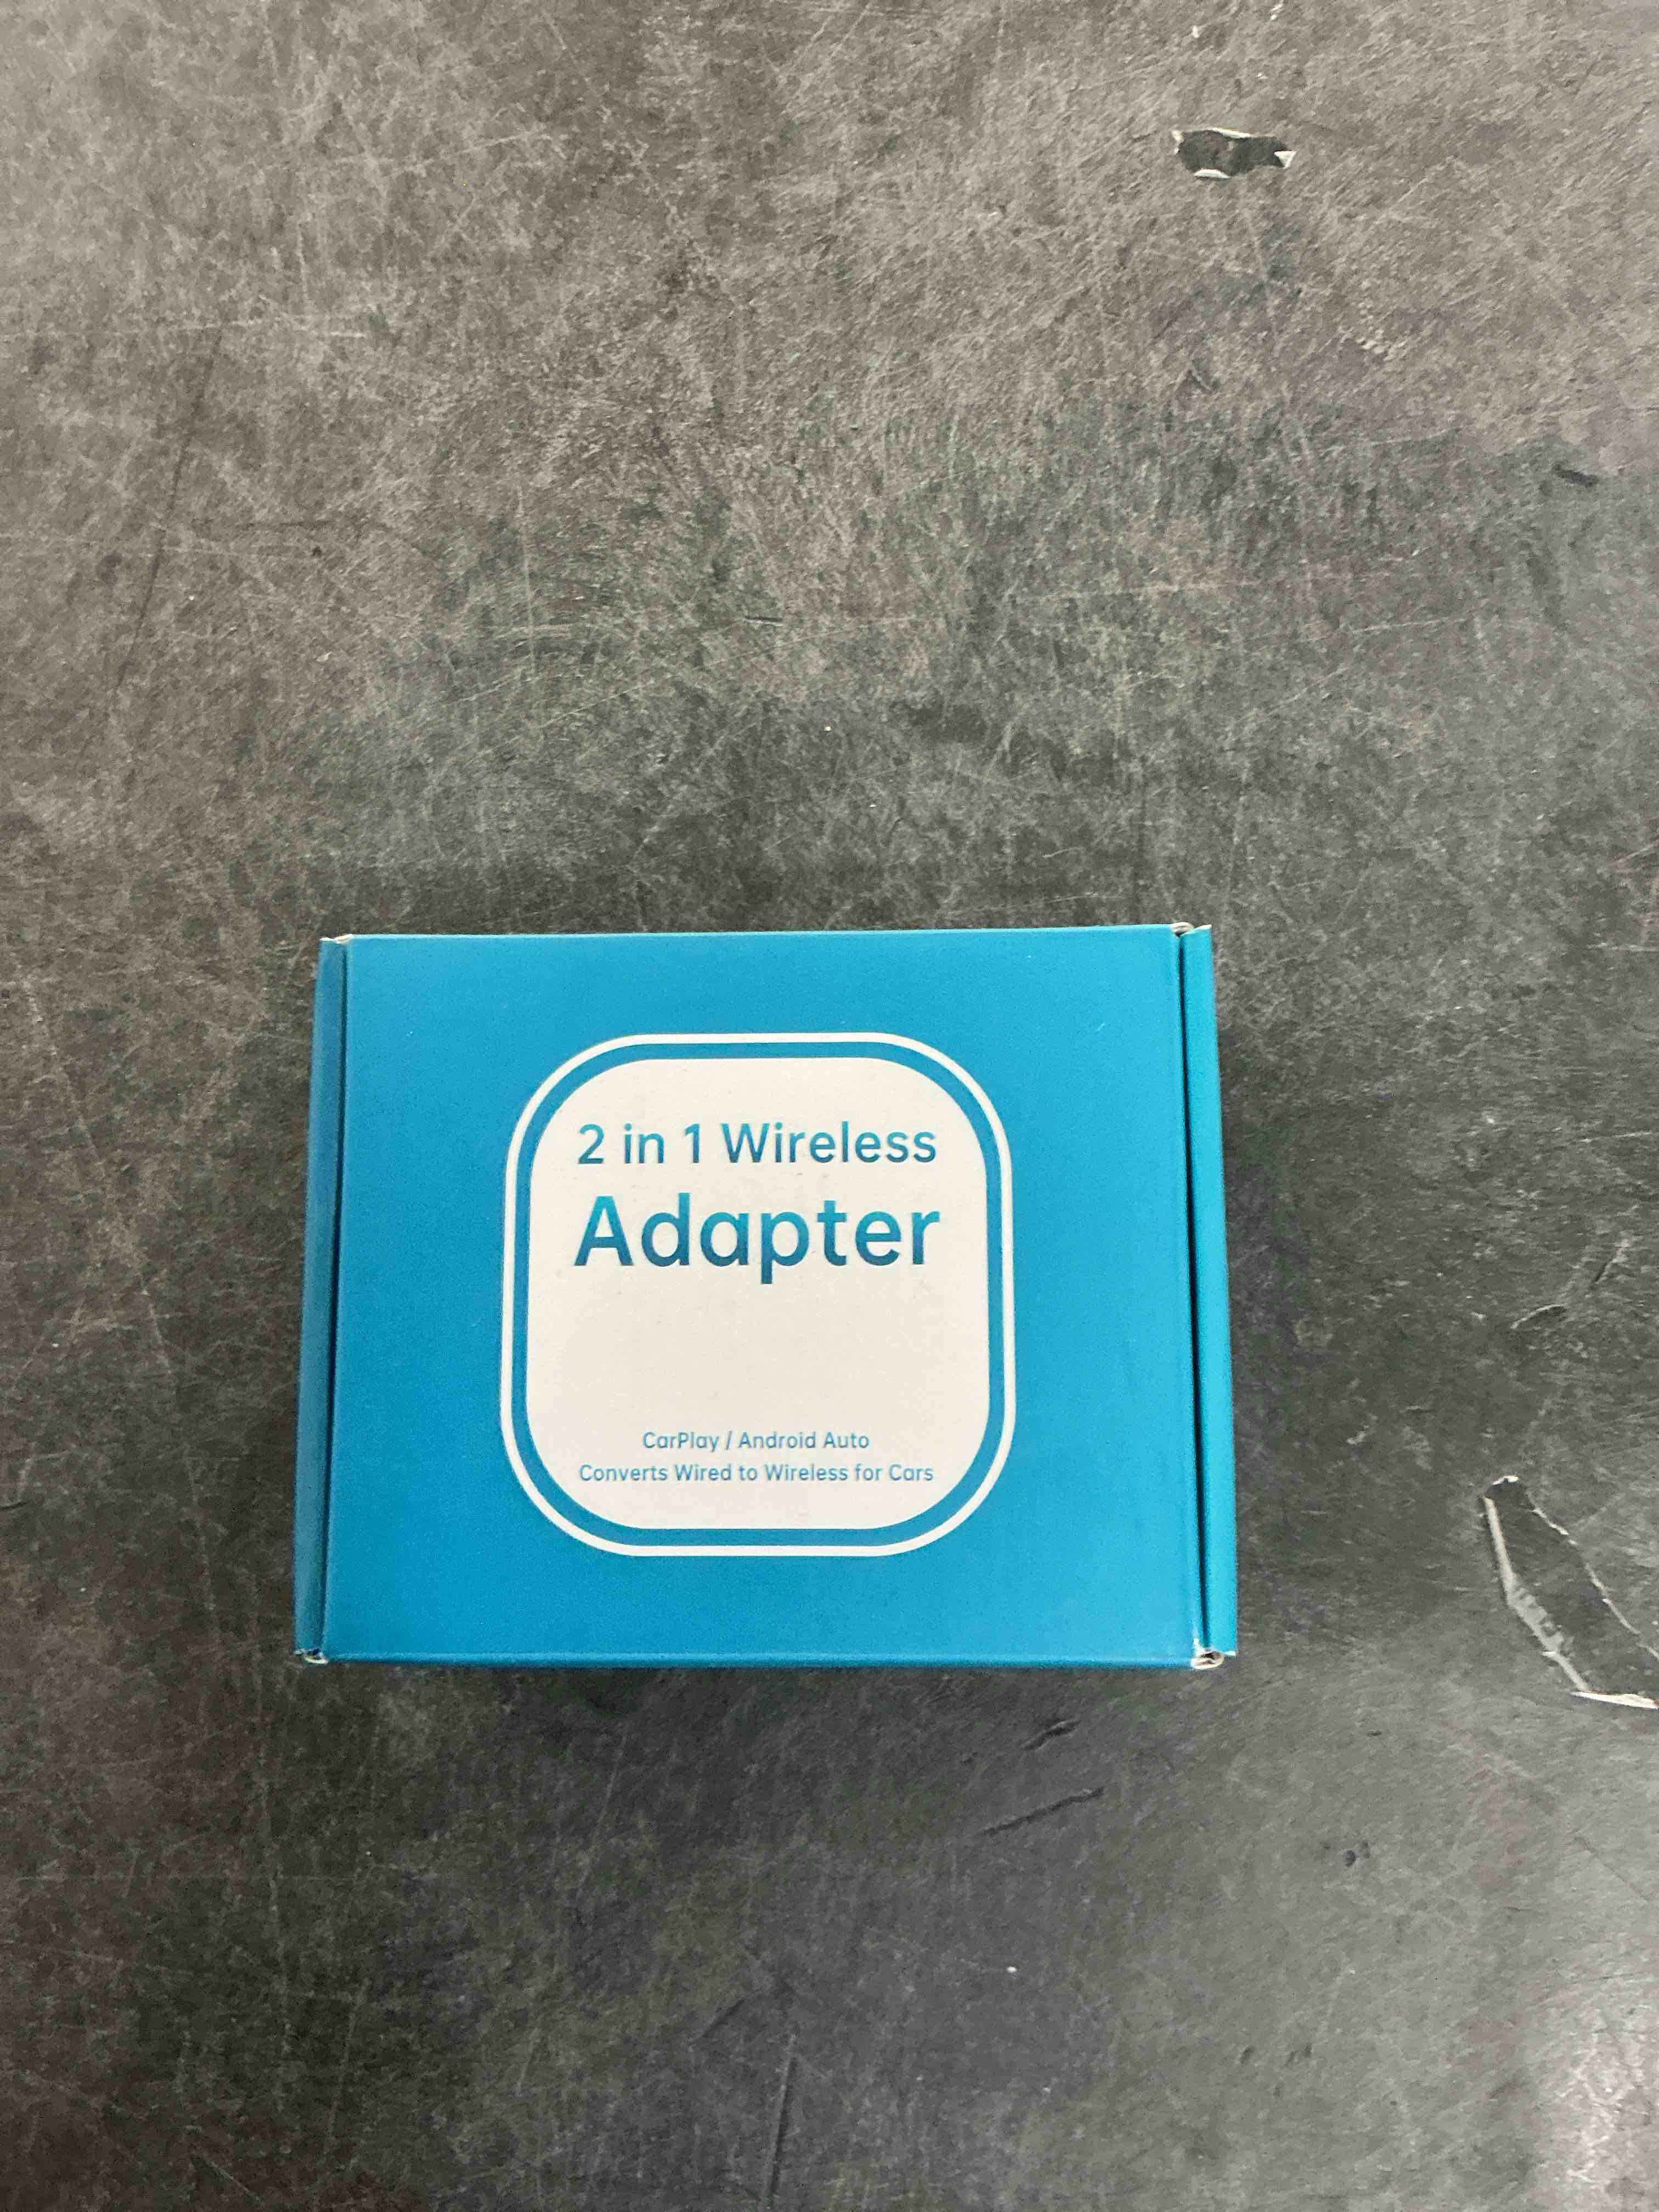 2 in 1 Wireless
Adapter
CarPlay / Android Auto
Converts Wired to Wireless for Cars